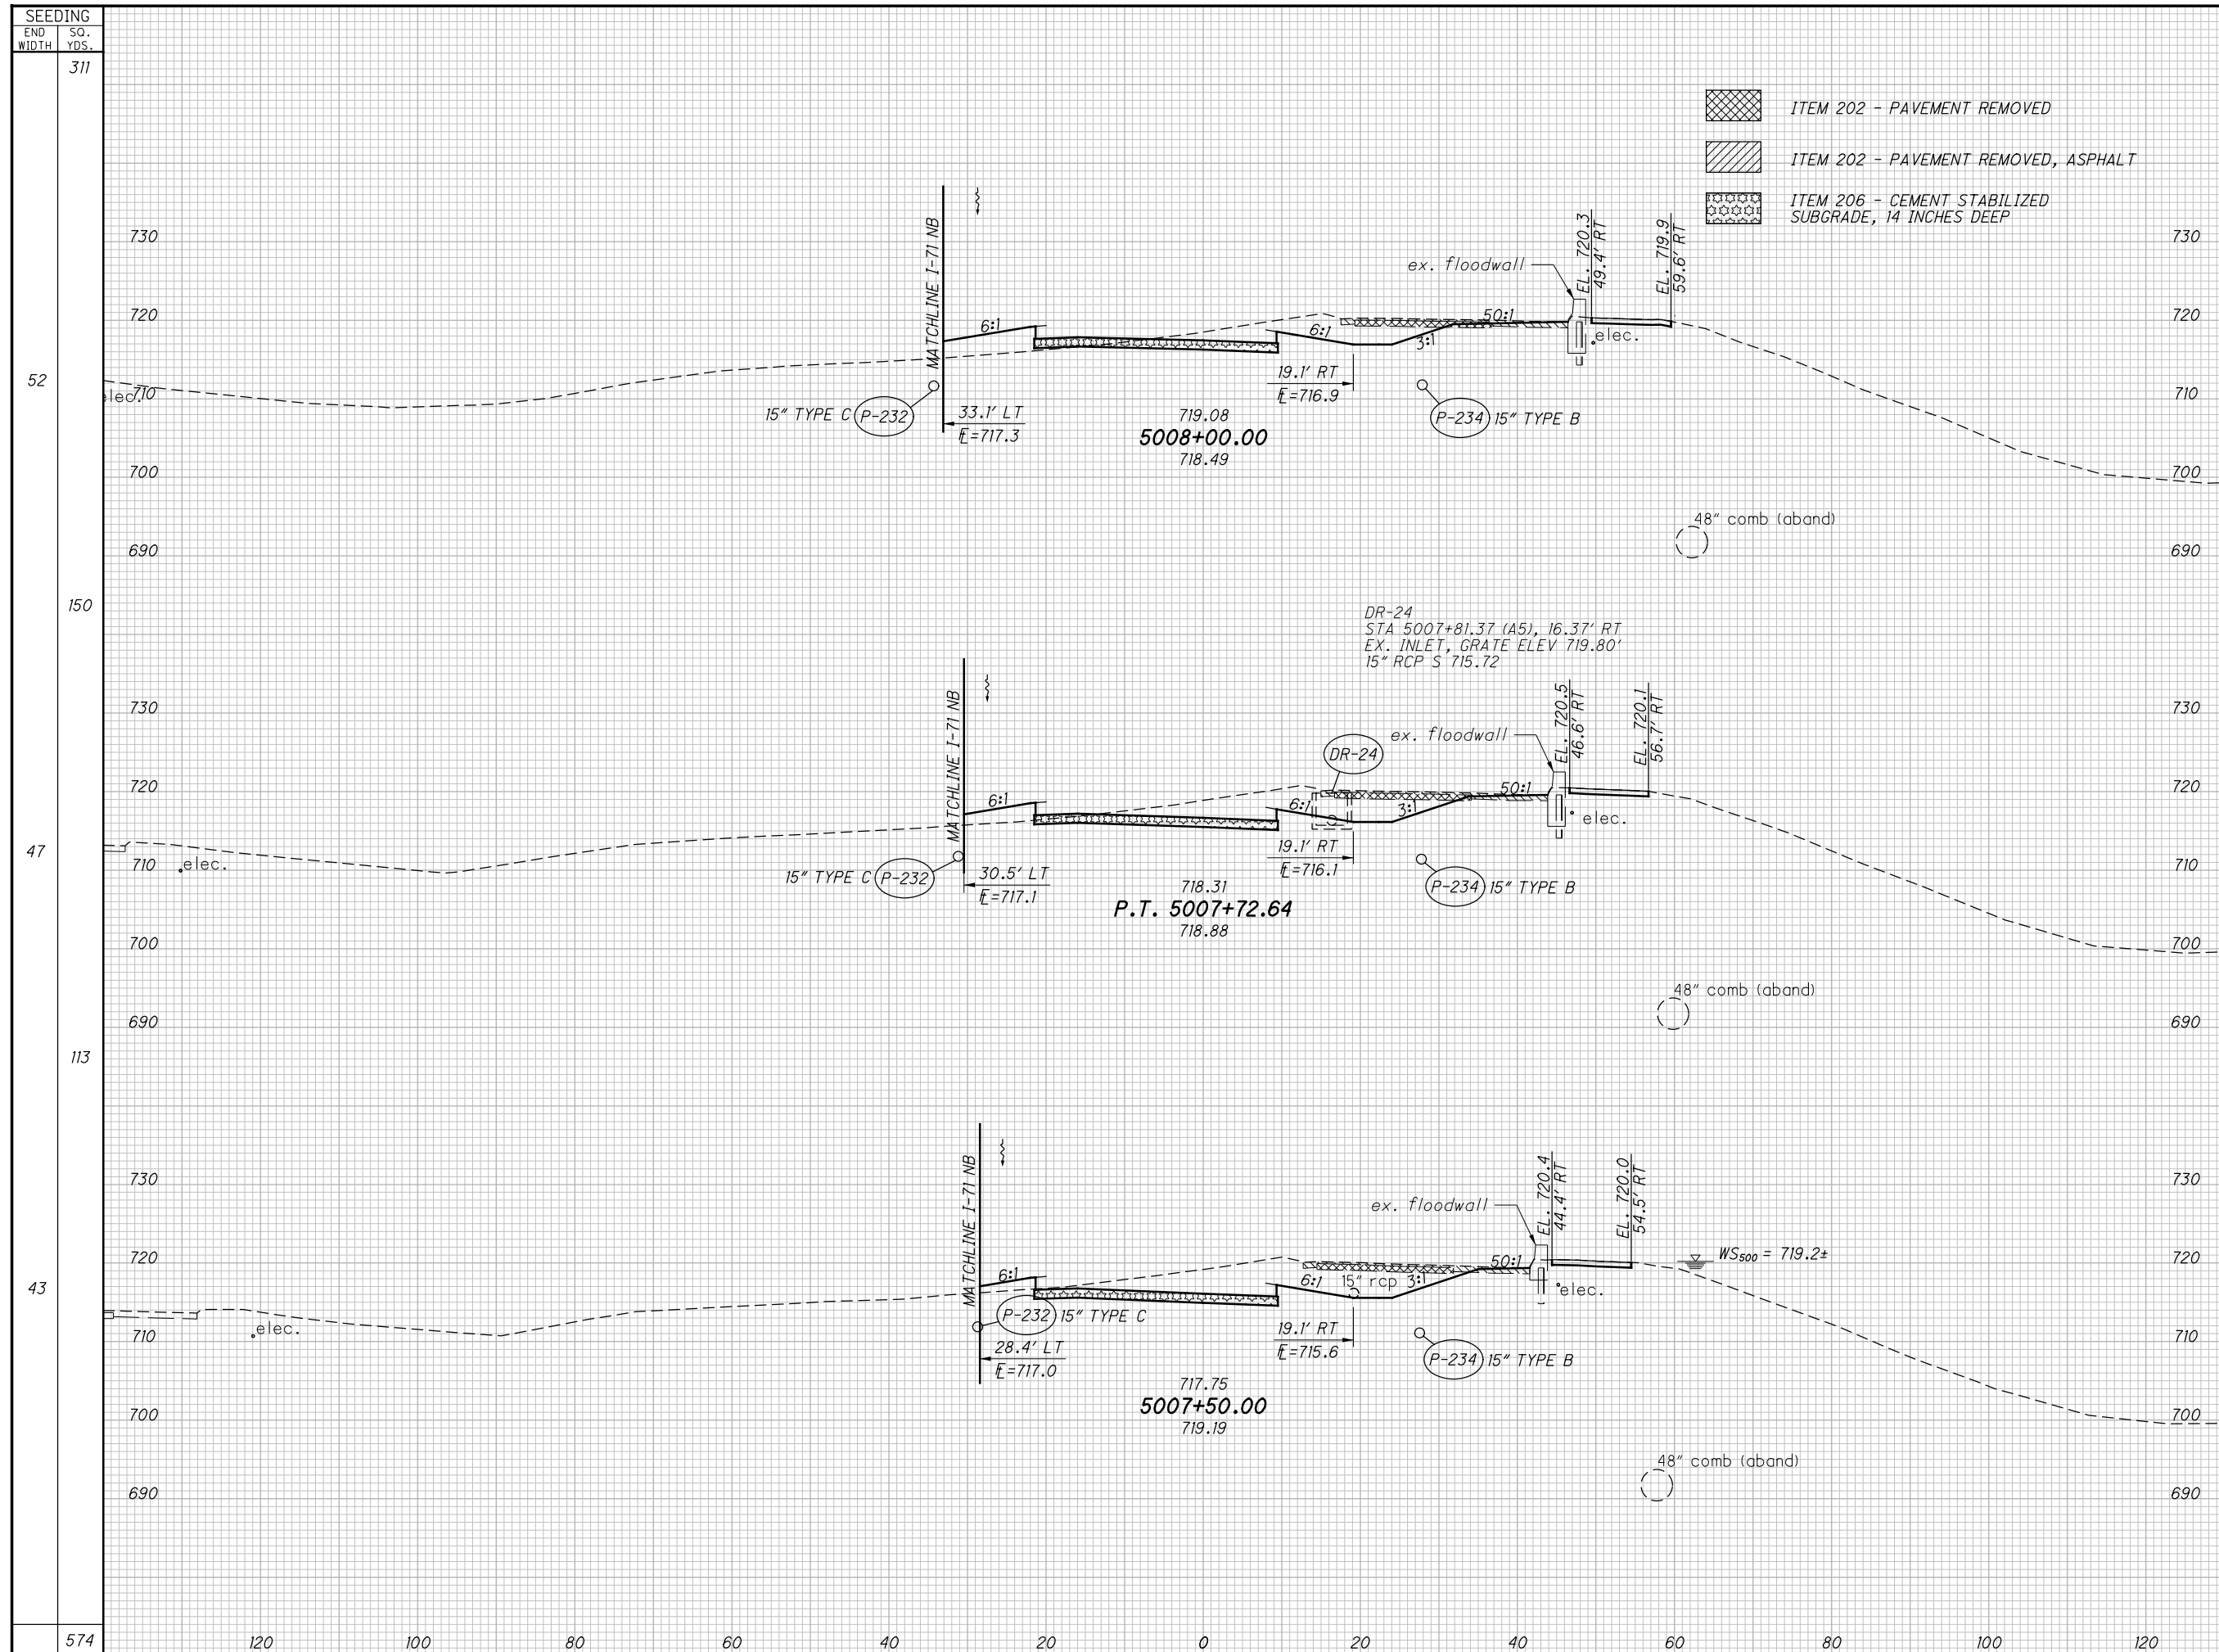 SEEDING
END WIDTH
SQ. YDS.
311
ITEM 202 - PAVEMENT REMOVED
ITEM 202 - PAVEMENT REMOVED, ASPHALT
ITEM 206 - CEMENT STABILIZED
SUBGRADE, 14 INCHES DEEP
730
MATCHLINE I-71 NB
ex. floodwall
EL. 720.3
49.4' RT
EL. 719.9
59.6' RT
730
720
6:1
6:1
50:1
3:1
elec.
720
52
elec.
710
15" TYPE C
P-232
33.1' LT
FL=717.3
19.1' RT
FL=716.9
P-234
15" TYPE B
710
719.08
5008+00.00
718.49
700
700
48" comb (aband)
690
690
150
DR-24
STA 5007+81.37 (A5), 16.37' RT
EX. INLET, GRATE ELEV 719.80'
15" RCP S 715.72
730
MATCHLINE I-71 NB
DR-24
ex. floodwall
EL. 720.5
46.6' RT
EL. 720.1
56.7' RT
730
720
6:1
6:1
3:1
50:1
elec.
720
47
710
elec.
15" TYPE C
P-232
30.5' LT
FL=717.1
19.1' RT
FL=716.1
P-234
15" TYPE B
710
718.31
P.T. 5007+72.64
718.88
700
700
48" comb (aband)
690
690
113
730
MATCHLINE I-71 NB
ex. floodwall
EL. 720.4
44.4' RT
EL. 720.0
54.5' RT
730
720
6:1
6:1
15" rcp
3:1
50:1
elec.
WS500 = 719.2±
720
43
710
elec.
P-232
15" TYPE C
28.4' LT
FL=717.0
19.1' RT
FL=715.6
P-234
15" TYPE B
710
717.75
5007+50.00
719.19
700
700
48" comb (aband)
690
690
574
120 100 80 60 40 20 0 20 40 60 80 100 120